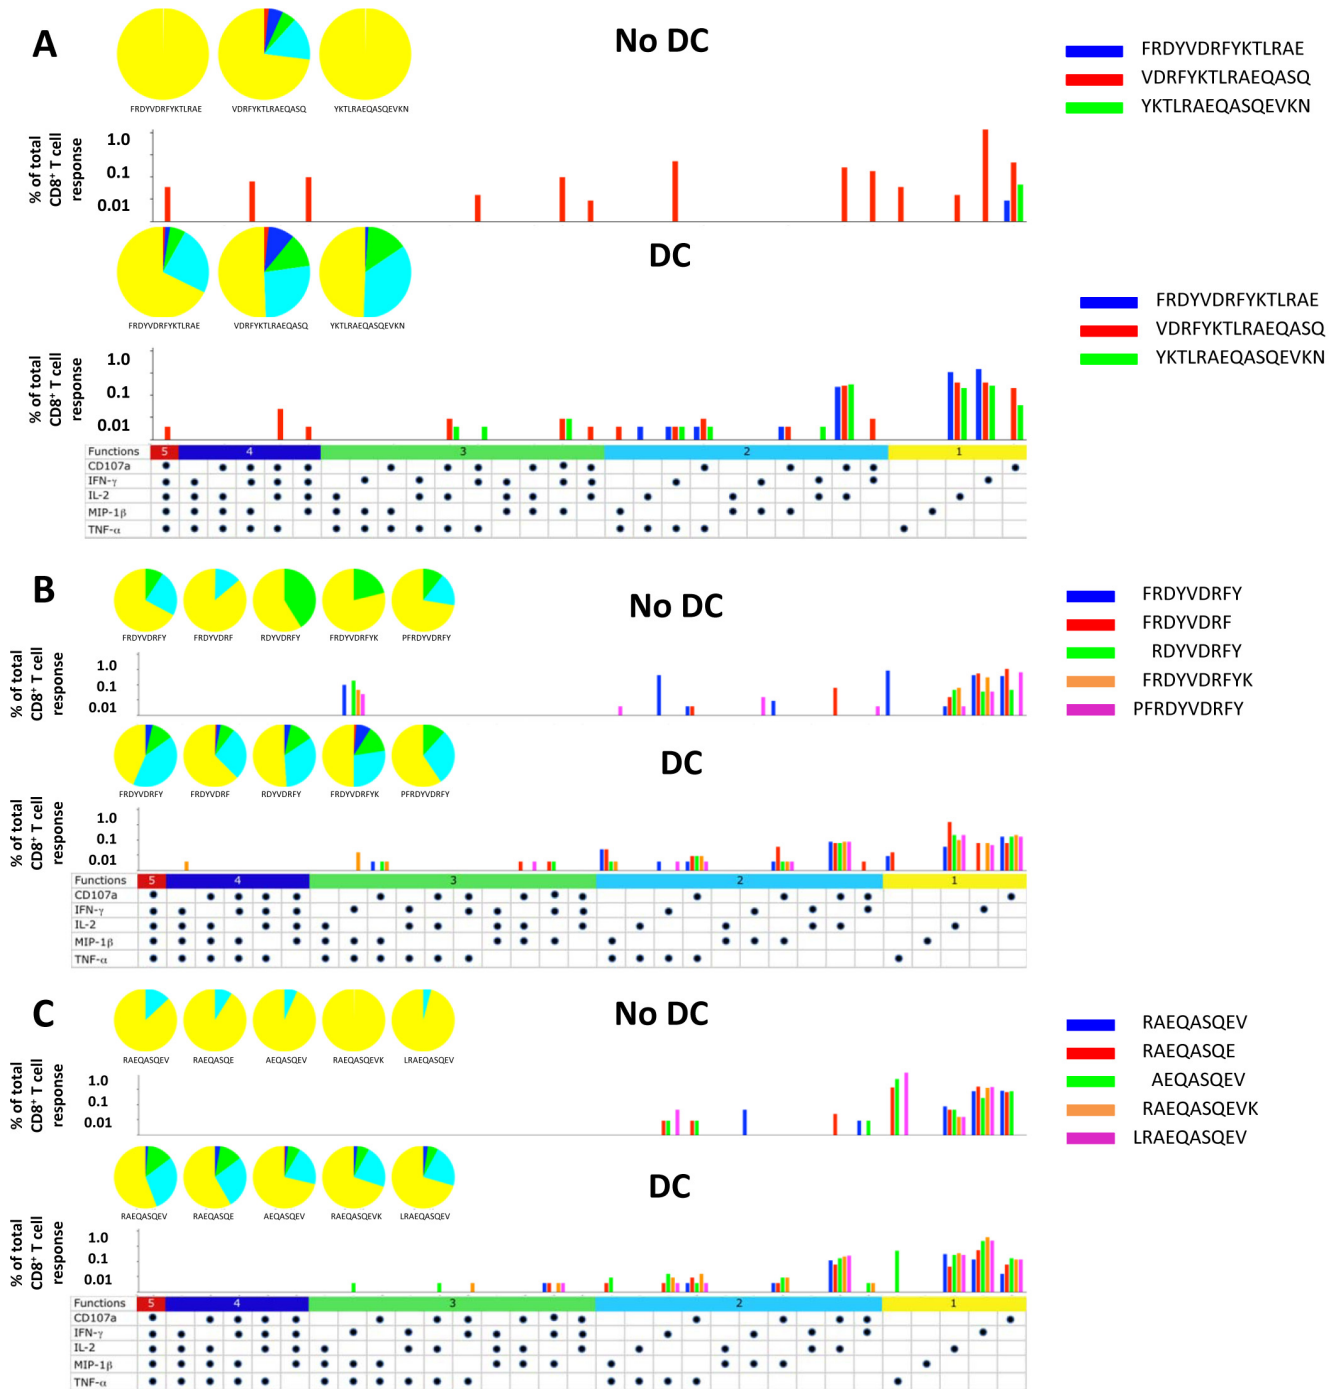 A
No DC
FRDYVDRFYKTLRAE
VDRFYKTLRAEQASQ
YKTLRAEQASQEVKN
FRDYVDRFYKTLRAE VDRFYKTLRAEQASQ YKTLRAEQASQEVKN
% of total
CD8+ T cell
response
1.0
0.1
0.01
DC
FRDYVDRFYKTLRAE
VDRFYKTLRAEQASQ
YKTLRAEQASQEVKN
FRDYVDRFYKTLRAE VDRFYKTLRAEQASQ YKTLRAEQASQEVKN
% of total
CD8+ T cell
response
1.0
0.1
0.01
Functions 5 4 3 2 1
CD107a
IFN-γ
IL-2
MIP-1β
TNF-α
B
No DC
FRDYVDRFY
FRDYVDRF
RDYVDRFY
FRDYVDRFYK
PFRDYVDRFY
FRDYVDRFY FRDYVDRF RDYVDRFY FRDYVDRFYK PFRDYVDRFY
% of total
CD8+ T cell
response
1.0
0.1
0.01
DC
FRDYVDRFY FRDYVDRF RDYVDRFY FRDYVDRFYK PFRDYVDRFY
% of total
CD8+ T cell
response
1.0
0.1
0.01
Functions 5 4 3 2 1
CD107a
IFN-γ
IL-2
MIP-1β
TNF-α
C
No DC
RAEQASQEV
RAEQASQE
AEQASQEV
RAEQASQEVK
LRAEQASQEV
RAEQASQEV RAEQASQE AEQASQEV RAEQASQEVK LRAEQASQEV
% of total
CD8+ T cell
response
1.0
0.1
0.01
DC
RAEQASQEV RAEQASQE AEQASQEV RAEQASQEVK LRAEQASQEV
% of total
CD8+ T cell
response
1.0
0.1
0.01
Functions 5 4 3 2 1
CD107a
IFN-γ
IL-2
MIP-1β
TNF-α